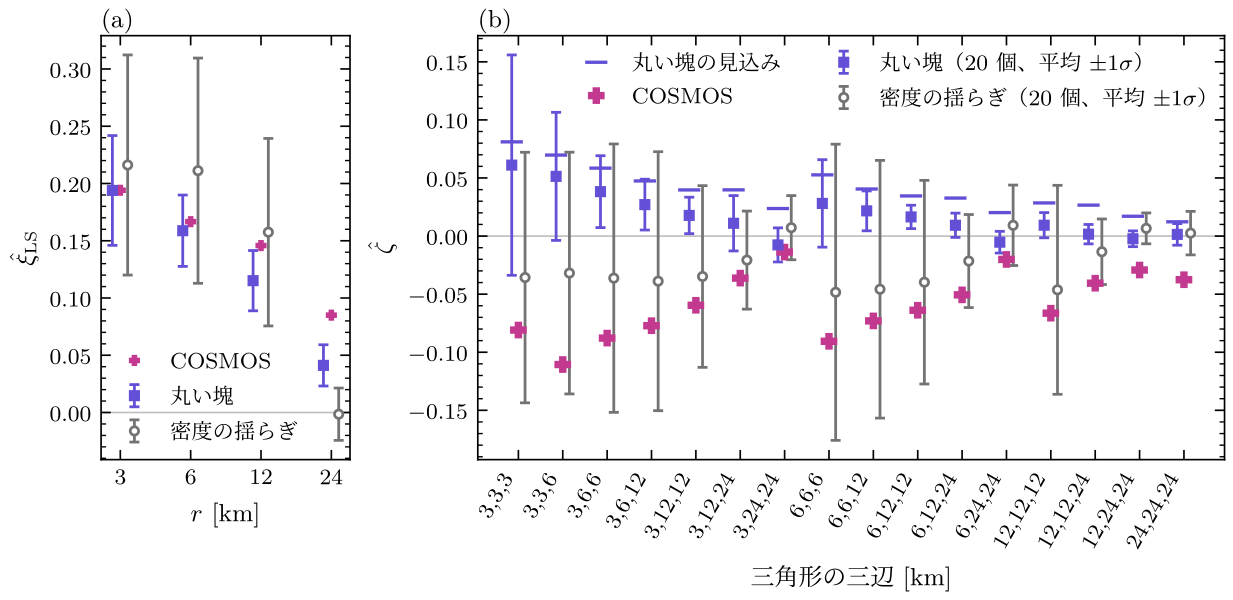 (a)
0.30
0.25
0.20
0.15
0.10
0.05
0.00
ξ̂LS
COSMOS
丸い塊
密度の揺らぎ
3 6 12 24
r [km]
(b)
0.15
0.10
0.05
0.00
−0.05
−0.10
−0.15
ζ̂
丸い塊の見込み
COSMOS
丸い塊（20 個、平均 ±1σ）
密度の揺らぎ（20 個、平均 ±1σ）
3,3,3
3,3,6
3,6,6
3,6,12
3,12,12
3,12,24
3,24,24
6,6,6
6,6,12
6,12,12
6,12,24
6,24,24
12,12,12
12,12,24
12,24,24
24,24,24
三角形の三辺 [km]